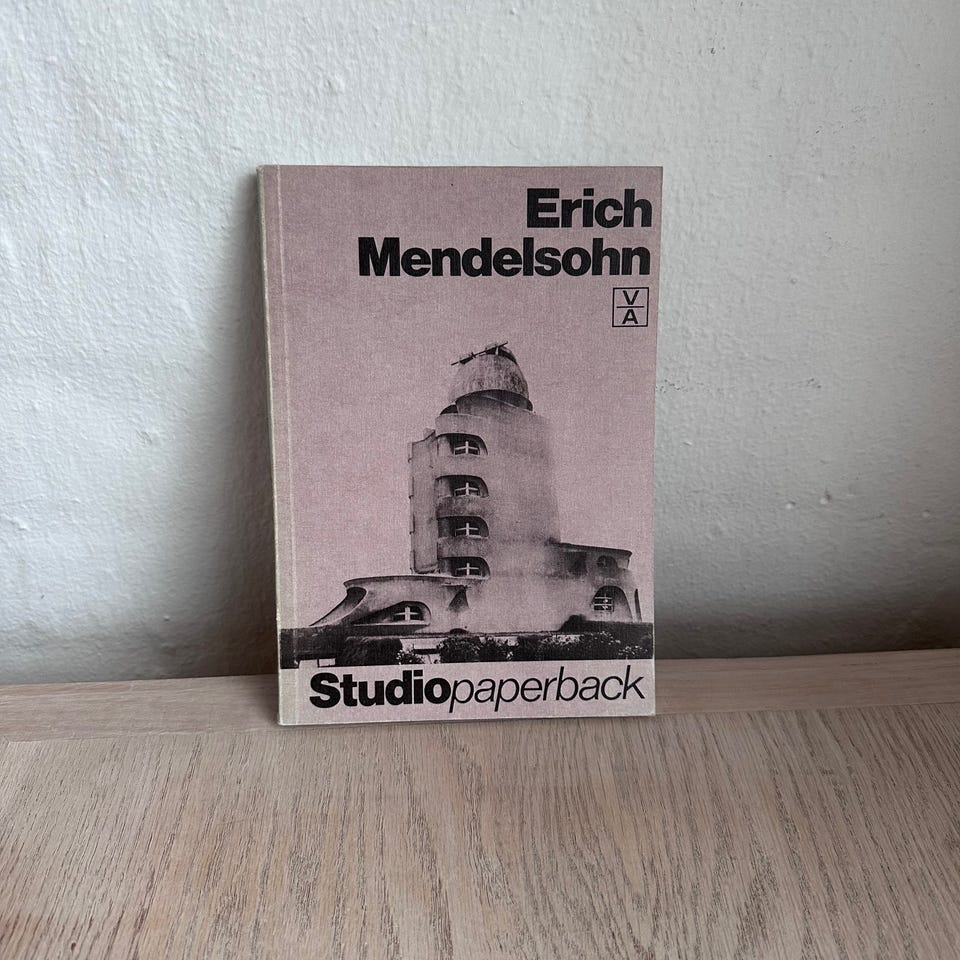 Erich
Mendelsohn
V
A
Studiopaperback